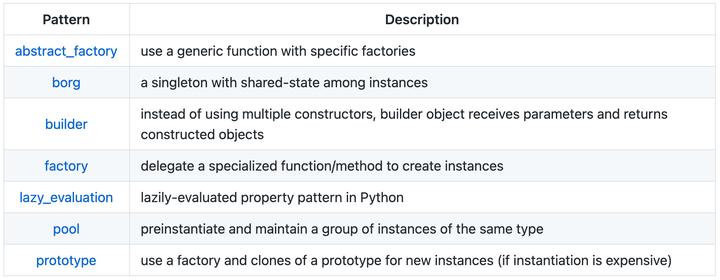 Pattern Description
abstract_factory use a generic function with specific factories
borg a singleton with shared-state among instances
builder instead of using multiple constructors, builder object receives parameters and returns
constructed objects
factory delegate a specialized function/method to create instances
lazy_evaluation lazily-evaluated property pattern in Python
pool preinstantiate and maintain a group of instances of the same type
prototype use a factory and clones of a prototype for new instances (if instantiation is expensive)